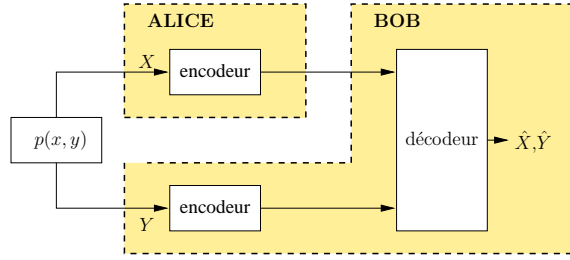 ALICE
BOB
X
encodeur
p(x, y)
décodeur
X̂,Ŷ
Y
encodeur